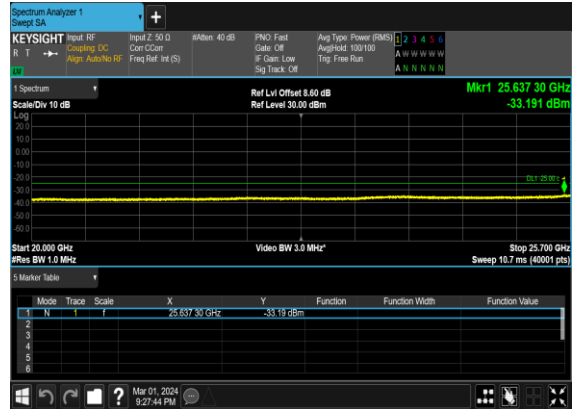 Spectrum Analyzer 1
Swept SA
+
KEYSIGHT Input: RF Input Z: 50 Ω #Atten: 40 dB PNO: Fast Avg Type: Power (RMS) 1 2 3 4 5 6
R T Coupling: DC Corr CCorr Gate: Off Avg|Hold: 100/100 A W W W W W
Align: Auto/No RF Freq Ref: Int (S) IF Gain: Low Trig: Free Run
Sig Track: Off A N N N N N
1 Spectrum Ref Lvl Offset 8.60 dB Mkr1 25.637 30 GHz
Scale/Div 10 dB Ref Level 30.00 dBm -33.191 dBm
Log
20.0
10.0
0.00
-10.0
-20.0 DL1 -25.00
-30.0
-40.0
-50.0
-60.0
Start 20.000 GHz Video BW 3.0 MHz* Stop 25.700 GHz
#Res BW 1.0 MHz Sweep 10.7 ms (40001 pts)
5 Marker Table
Mode Trace Scale X Y Function Function Width Function Value
1 N 1 f 25.637 30 GHz -33.19 dBm
2
3
4
5
6
? Mar 01, 2024
9:27:44 PM